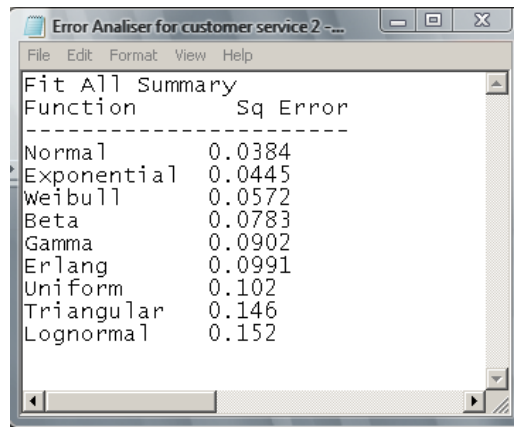 Error Analiser for customer service 2 -...
File Edit Format View Help
Fit All Summary
Function Sq Error
-----------------------
Normal 0.0384
Exponential 0.0445
Weibull 0.0572
Beta 0.0783
Gamma 0.0902
Erlang 0.0991
Uniform 0.102
Triangular 0.146
Lognormal 0.152